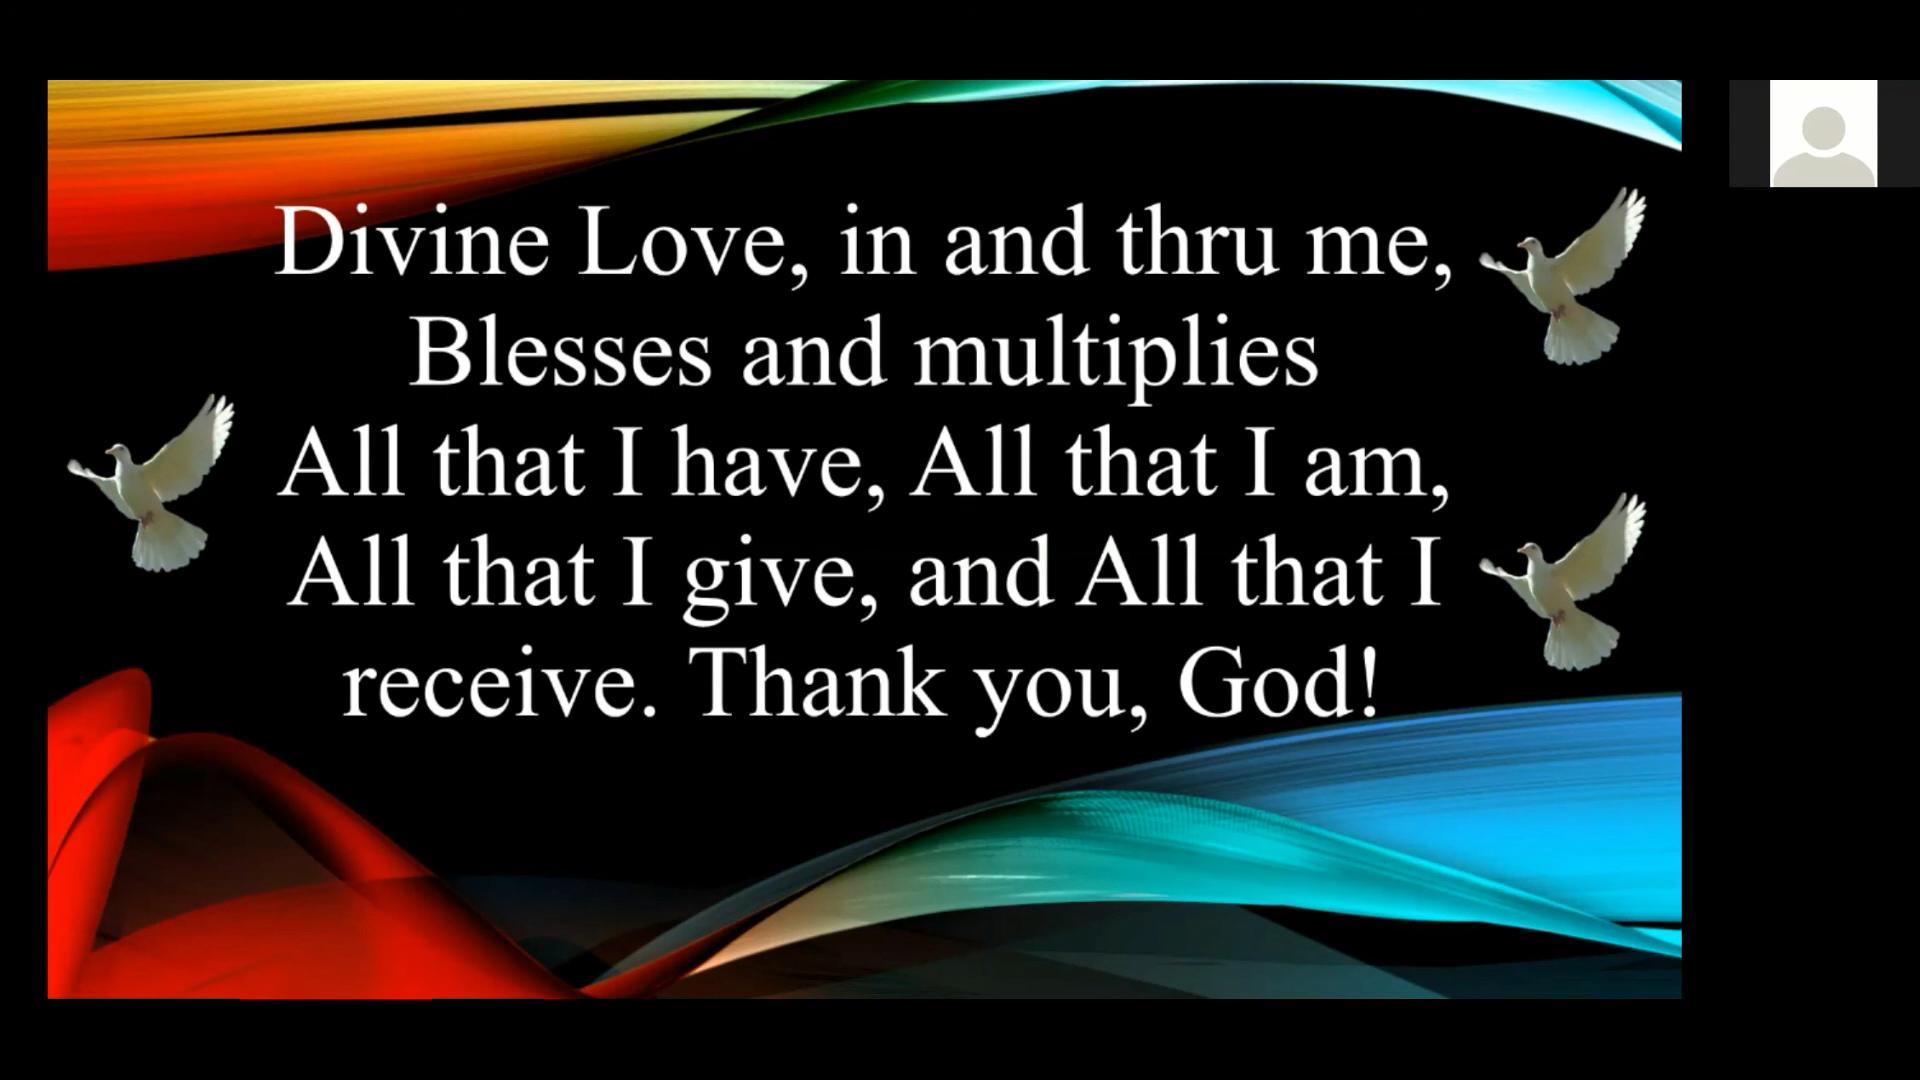 Divine Love, in and thru me,
Blesses and multiplies
All that I have, All that I am,
All that I give, and All that I
receive. Thank you, God!